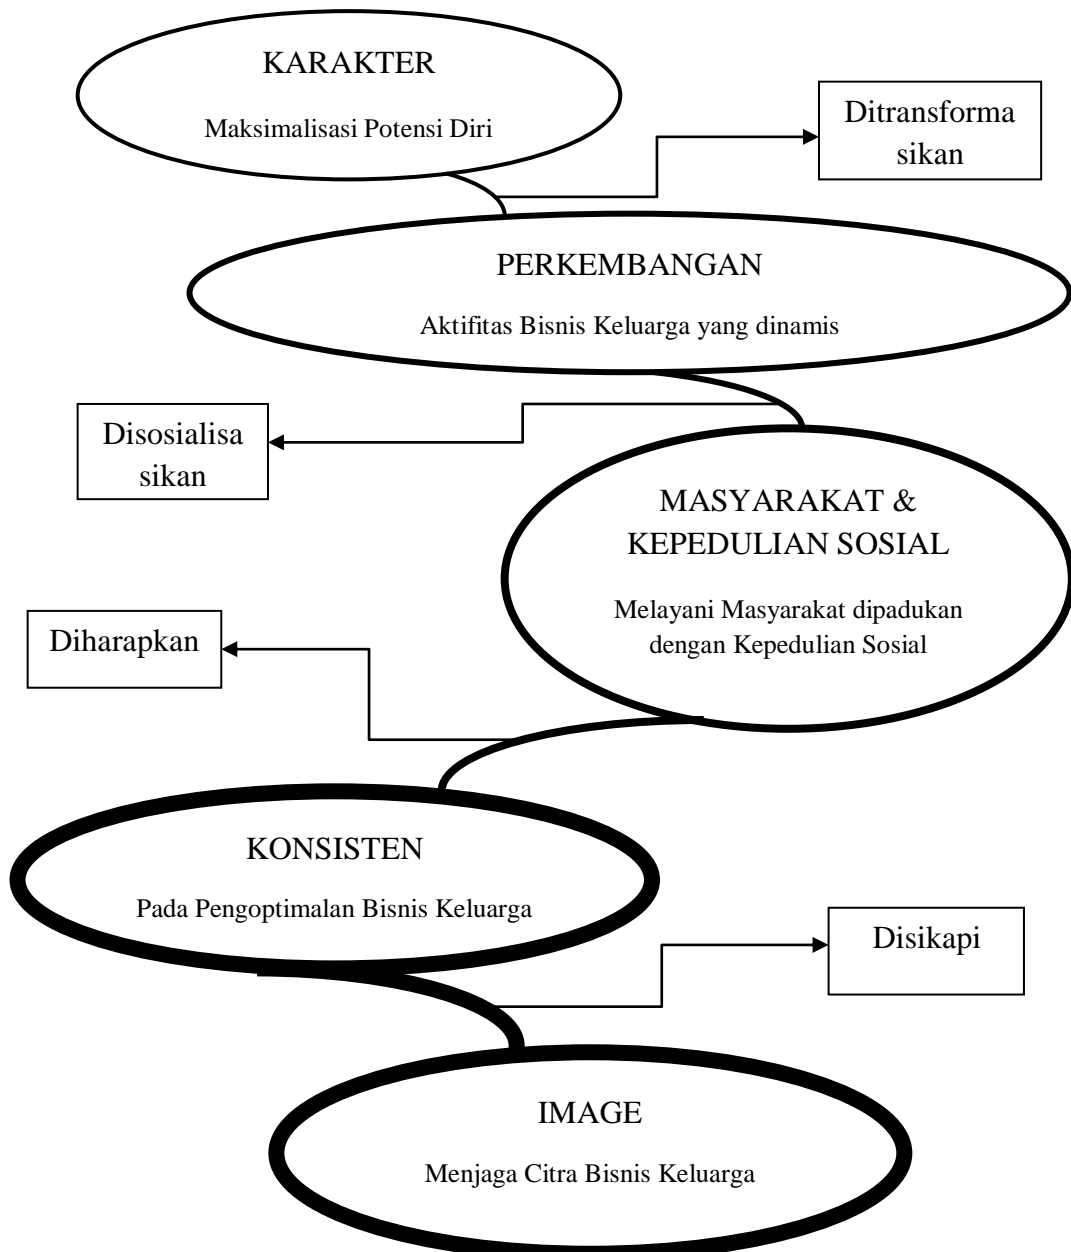 KARAKTER
Maksimalisasi Potensi Diri
Ditransforma
sikan
PERKEMBANGAN
Aktifitas Bisnis Keluarga yang dinamis
Disosialisa
sikan
MASYARAKAT &
KEPEDULIAN SOSIAL
Melayani Masyarakat dipadukan
dengan Kepedulian Sosial
Diharapkan
KONSISTEN
Pada Pengoptimalan Bisnis Keluarga
Disikapi
IMAGE
Menjaga Citra Bisnis Keluarga